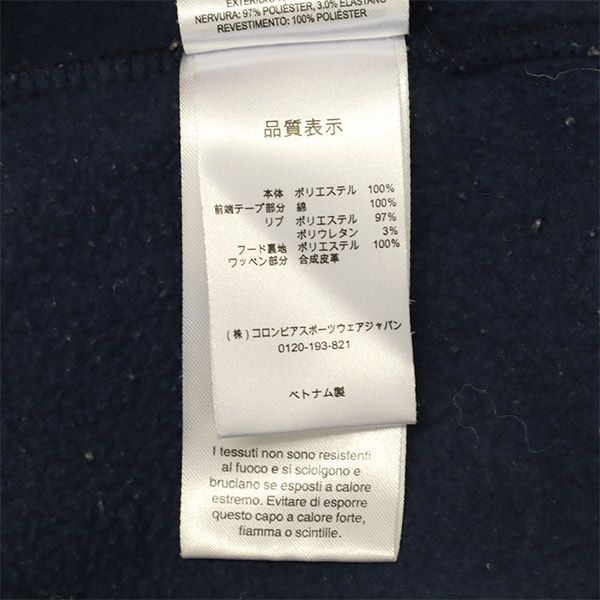 NERVURA: 97% POLIÉSTER, 3.0% ELASTANO
REVESTIMENTO: 100% POLIÉSTER
品質表示
本体 ポリエステル 100%
前端テープ部分 綿 100%
リブ ポリエステル 97%
ポリウレタン 3%
フード裏地 ポリエステル 100%
ワッペン部分 合成皮革
(株)コロンビアスポーツウェアジャパン
0120-193-821
ベトナム製
I tessuti non sono resistenti
al fuoco e si sciolgono e
bruciano se esposti a calore
estremo. Evitare di esporre
questo capo a calore forte,
fiamma o scintille.